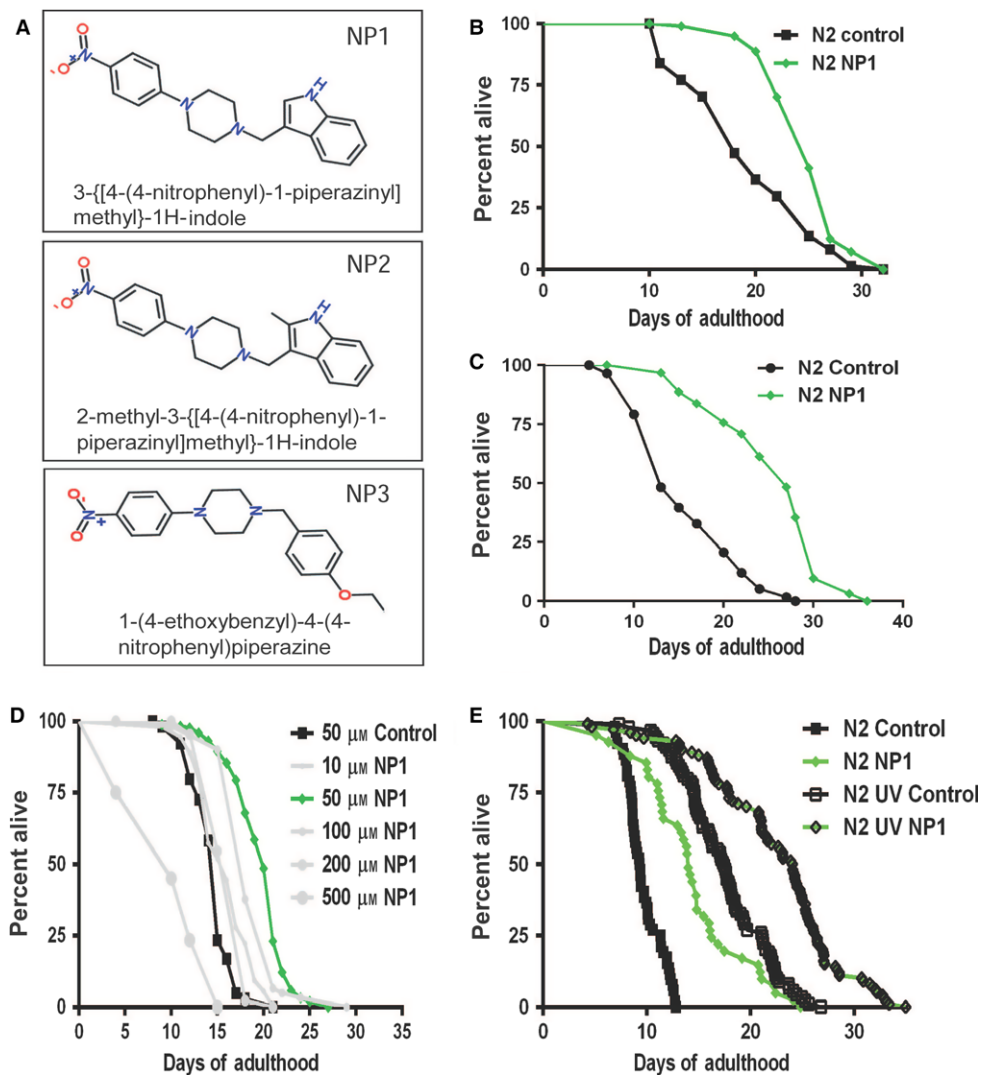 A
NP1
O
N
+
O
-
N
N
N
H
3-{[4-(4-nitrophenyl)-1-piperazinyl]
methyl}-1H-indole
NP2
O
N
+
O
-
N
N
N
H
2-methyl-3-{[4-(4-nitrophenyl)-1-
piperazinyl]methyl}-1H-indole
NP3
O
-
N
+
O
N
N
O
1-(4-ethoxybenzyl)-4-(4-
nitrophenyl)piperazine
B
N2 control
N2 NP1
Percent alive
100
75
50
25
0
0 10 20 30
Days of adulthood
C
N2 Control
N2 NP1
Percent alive
100
75
50
25
0
0 10 20 30 40
Days of adulthood
D
50 μM Control
10 μM NP1
50 μM NP1
100 μM NP1
200 μM NP1
500 μM NP1
Percent alive
100
75
50
25
0
0 5 10 15 20 25 30 35
Days of adulthood
E
N2 Control
N2 NP1
N2 UV Control
N2 UV NP1
Percent alive
100
75
50
25
0
0 10 20 30
Days of adulthood